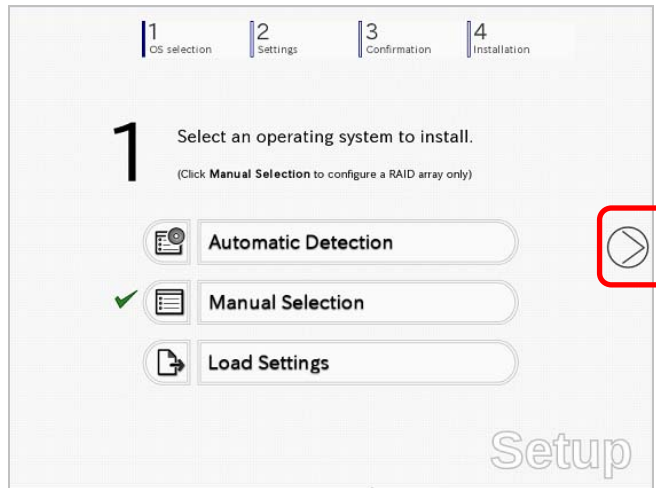 1
OS selection
2
Settings
3
Confirmation
4
Installation
1
Select an operating system to install.
(Click Manual Selection to configure a RAID array only)
Automatic Detection
Manual Selection
Load Settings
Setup